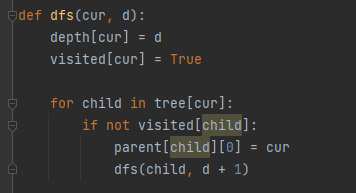 def dfs(cur, d):
    depth[cur] = d
    visited[cur] = True

    for child in tree[cur]:
        if not visited[child]:
            parent[child][0] = cur
            dfs(child, d + 1)